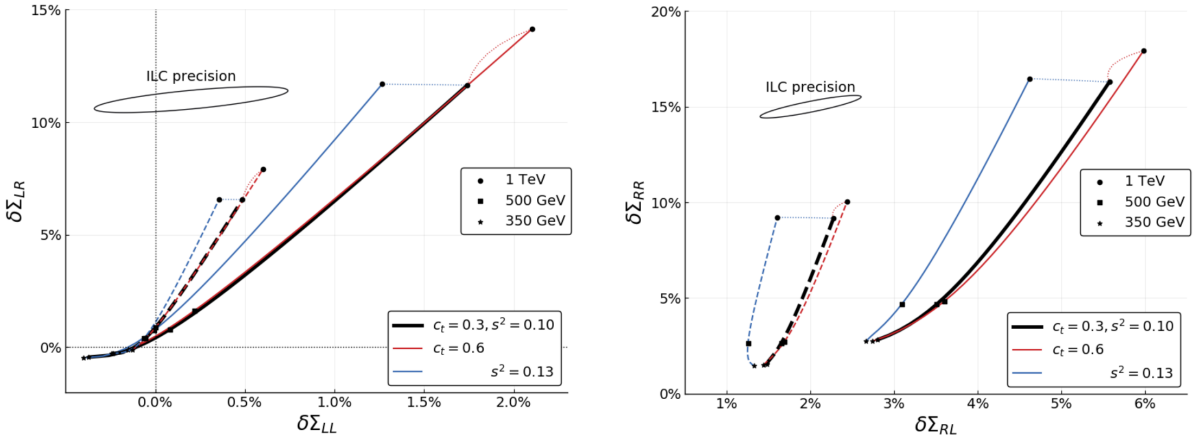 15%
10%
5%
0%
δΣ_LR
ILC precision
1 TeV
500 GeV
350 GeV
c_t = 0.3, s² = 0.10
c_t = 0.6
s² = 0.13
0.0% 0.5% 1.0% 1.5% 2.0%
δΣ_LL
20%
15%
10%
5%
0%
δΣ_RR
ILC precision
1 TeV
500 GeV
350 GeV
c_t = 0.3, s² = 0.10
c_t = 0.6
s² = 0.13
1% 2% 3% 4% 5% 6%
δΣ_RL